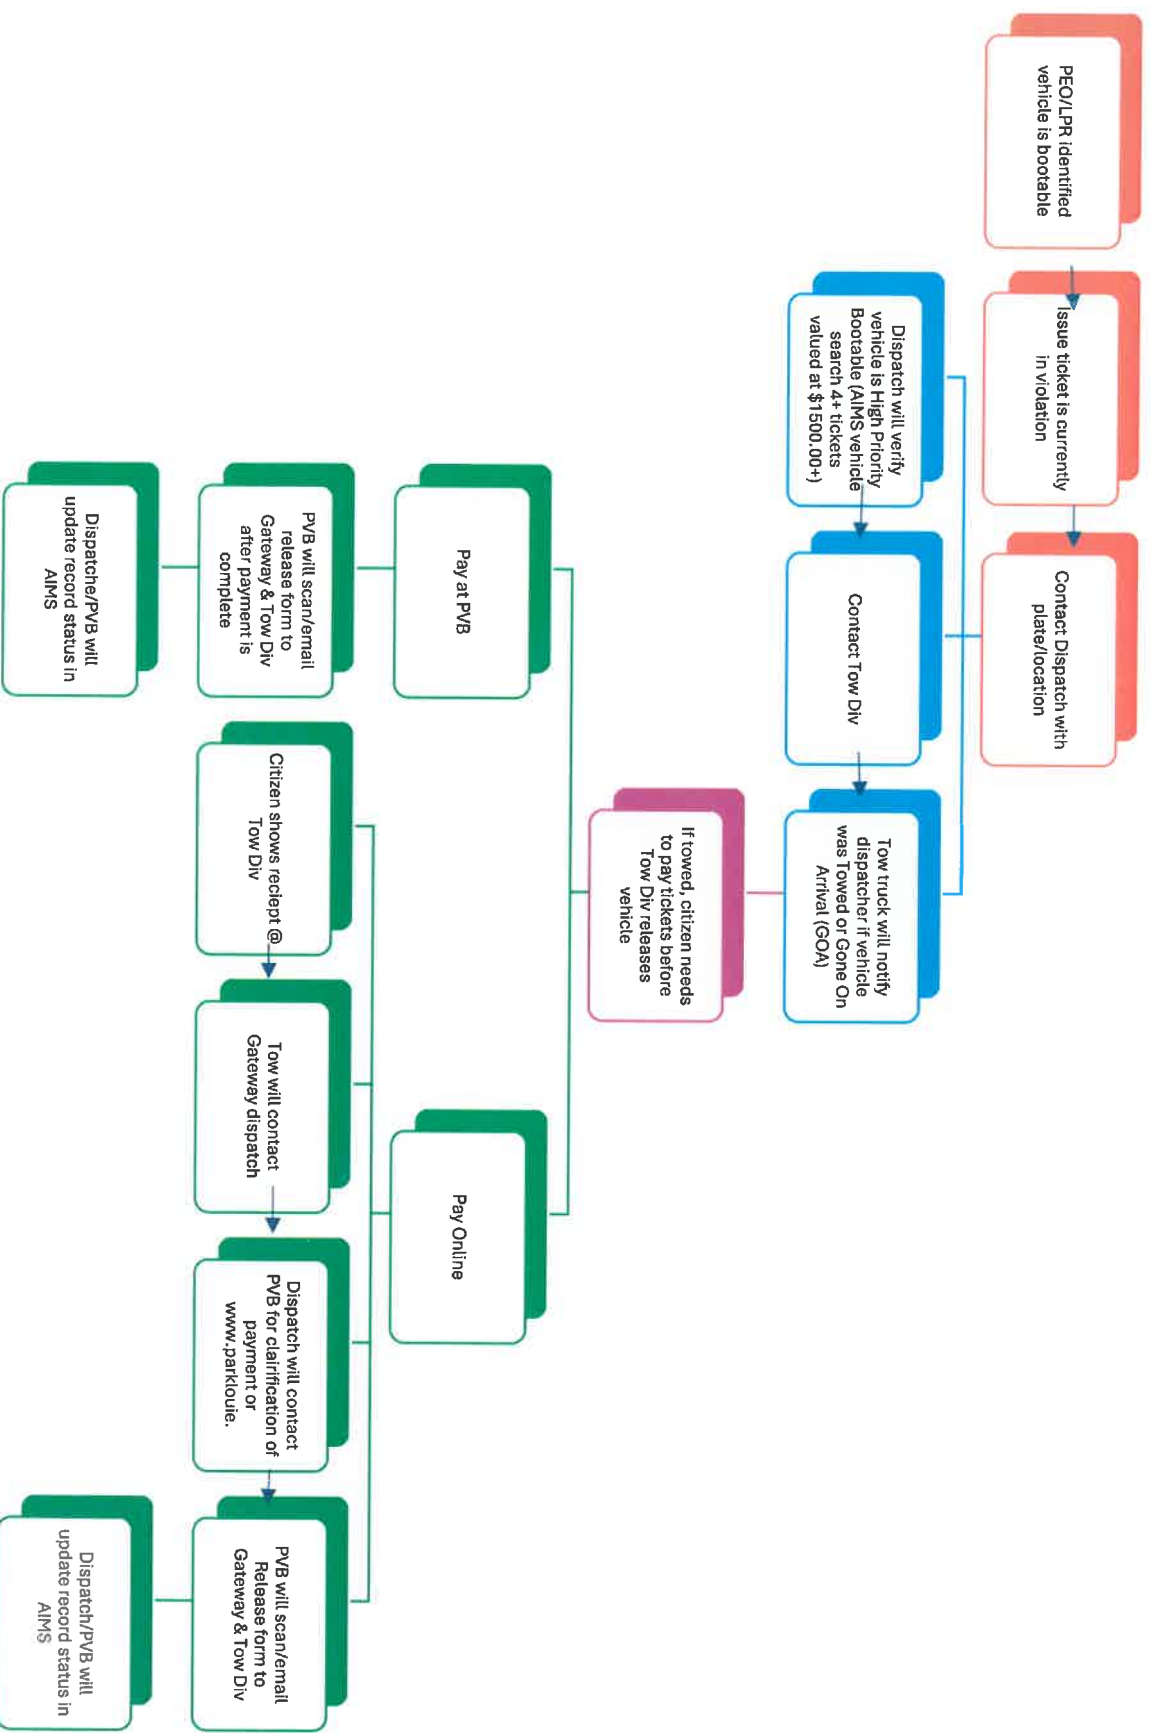 PEO/LPR identified
vehicle is bootable
Issue ticket is currently
in violation
Contact Dispatch with
plate/location
Dispatch will verify
vehicle is High Priority
Bootable (AIMS vehicle
search 4+ tickets
valued at $1500.00+)
Contact Tow Div
Tow truck will notify
dispatcher if vehicle
was Towed or Gone On
Arrival (GOA)
If towed, citizen needs
to pay tickets before
Tow Div releases
vehicle
Pay at PVB
PVB will scan/email
release form to
Gateway & Tow Div
after payment is
complete
Dispatche/PVB will
update record status in
AIMS
Pay Online
Citizen shows reciept @
Tow Div
Tow will contact
Gateway dispatch
Dispatch will contact
PVB for clairification of
payment or
www.parklouie.
PVB will scan/email
Release form to
Gateway & Tow Div
Dispatch/PVB will
update record status in
AIMS